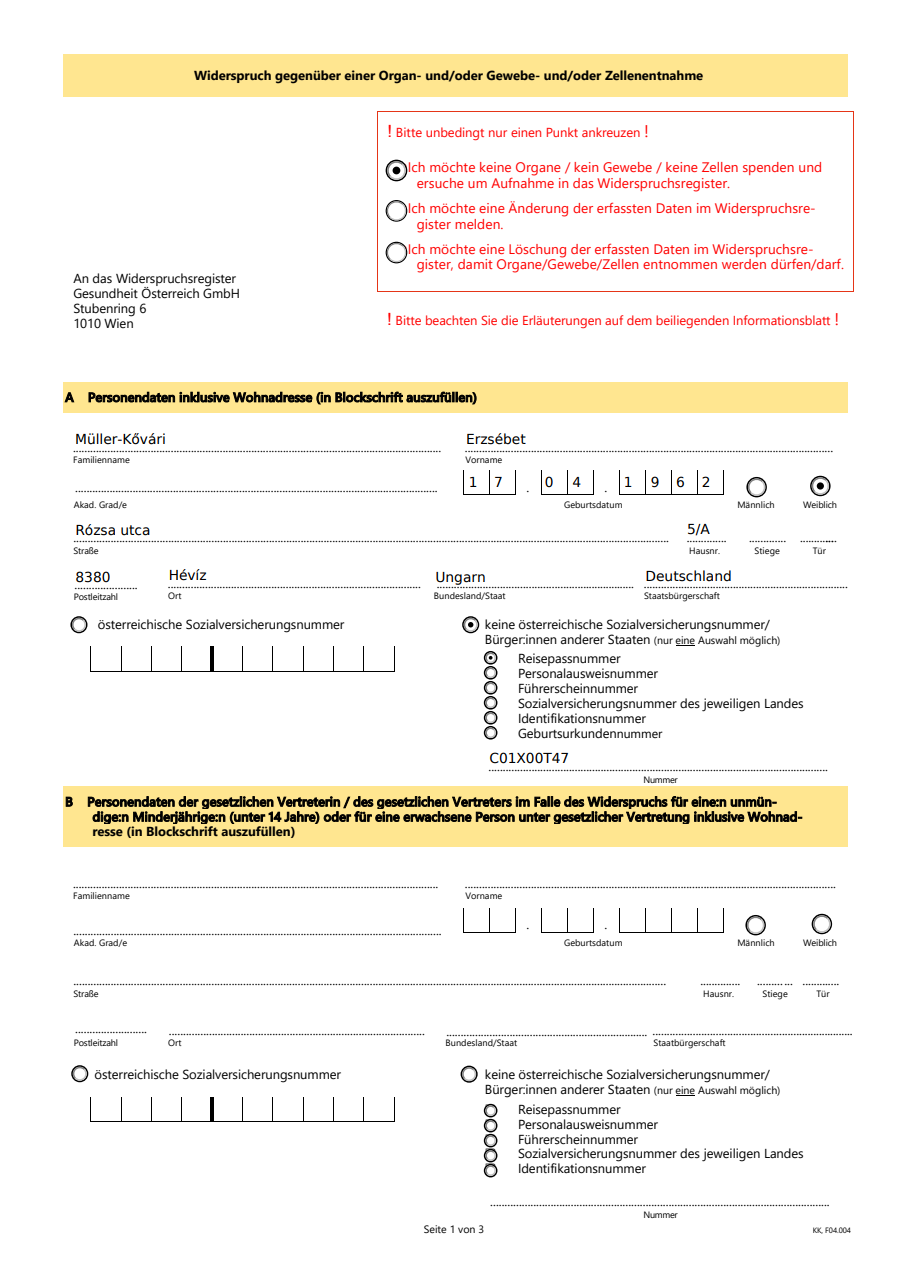 Widerspruch gegenüber einer Organ- und/oder Gewebe- und/oder Zellenentnahme
! Bitte unbedingt nur einen Punkt ankreuzen !
Ich möchte keine Organe / kein Gewebe / keine Zellen spenden und
ersuche um Aufnahme in das Widerspruchsregister.
Ich möchte eine Änderung der erfassten Daten im Widerspruchsre-
gister melden.
Ich möchte eine Löschung der erfassten Daten im Widerspruchsre-
gister, damit Organe/Gewebe/Zellen entnommen werden dürfen/darf.
An das Widerspruchsregister
Gesundheit Österreich GmbH
Stubenring 6
1010 Wien
! Bitte beachten Sie die Erläuterungen auf dem beiliegenden Informationsblatt !
A Personendaten inklusive Wohnadresse (in Blockschrift auszufüllen)
Müller-Kővári Erzsébet
Familienname Vorname
17.04.1962
Akad. Grad/e Geburtsdatum Männlich Weiblich
Rózsa utca 5/A
Straße Hausnr. Stiege Tür
8380 Hévíz Ungarn Deutschland
Postleitzahl Ort Bundesland/Staat Staatsbürgerschaft
österreichische Sozialversicherungsnummer
keine österreichische Sozialversicherungsnummer/
Bürger:innen anderer Staaten (nur eine Auswahl möglich)
Reisepassnummer
Personalausweisnummer
Führerscheinnummer
Sozialversicherungsnummer des jeweiligen Landes
Identifikationsnummer
Geburtsurkundennummer
C01X00T47
Nummer
B Personendaten der gesetzlichen Vertreterin / des gesetzlichen Vertreters im Falle des Widerspruchs für eine:n unmün-
dige:n Minderjährige:n (unter 14 Jahre) oder für eine erwachsene Person unter gesetzlicher Vertretung inklusive Wohnad-
resse (in Blockschrift auszufüllen)
Familienname Vorname
. .
Akad. Grad/e Geburtsdatum Männlich Weiblich
Straße Hausnr. Stiege Tür
Postleitzahl Ort Bundesland/Staat Staatbürgerschaft
österreichische Sozialversicherungsnummer
keine österreichische Sozialversicherungsnummer/
Bürger:innen anderer Staaten (nur eine Auswahl möglich)
Reisepassnummer
Personalausweisnummer
Führerscheinnummer
Sozialversicherungsnummer des jeweiligen Landes
Identifikationsnummer
Nummer
Seite 1 von 3
KK, F04.004